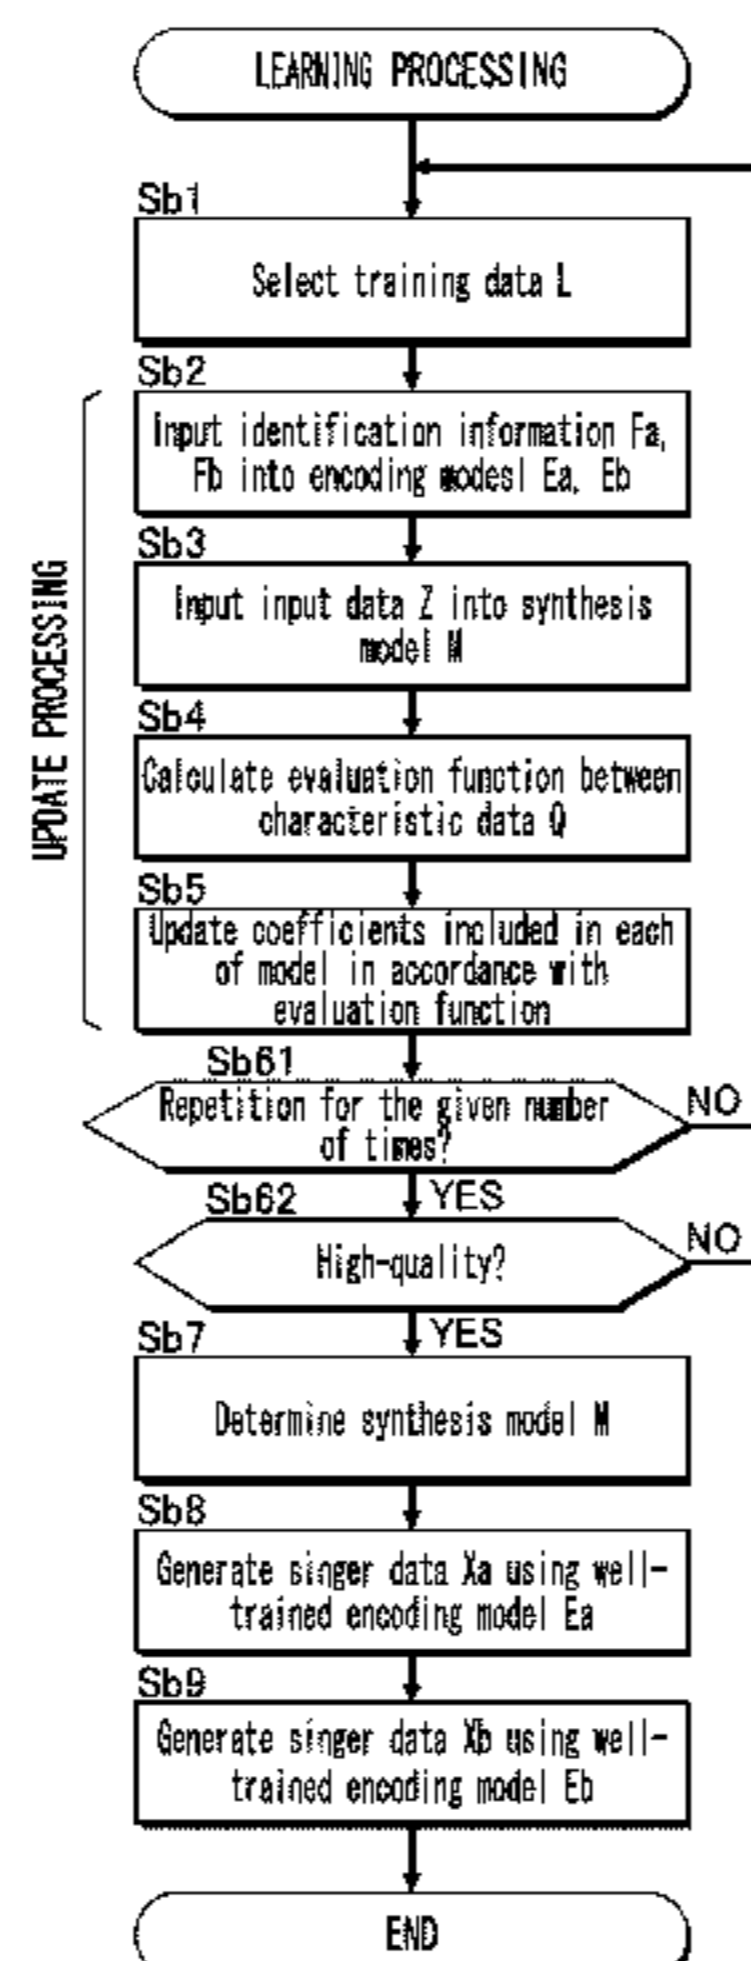 LEARNING PROCESSING
Sb1
Select training data L
Sb2
Input identification information Fa,
Fb into encoding modesl Ea, Eb
Sb3
Input input data Z into synthesis
model M
UPDATE PROCESSING
Sb4
Calculate evaluation function between
characteristic data Q
Sb5
Update coefficients included in each
of model in accordance with
evaluation function
Sb61
Repetition for the given number
of times?
NO
YES
Sb62
High-quality?
NO
YES
Sb7
Determine synthesis model M
Sb8
Generate singer data Xa using well-
trained encoding model Ea
Sb9
Generate singer data Xb using well-
trained encoding model Eb
END